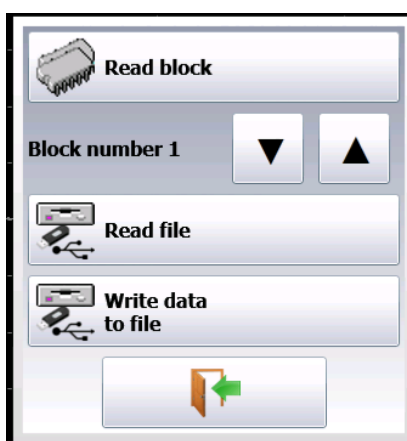 Read block
Block number 1
Read file
Write data
to file